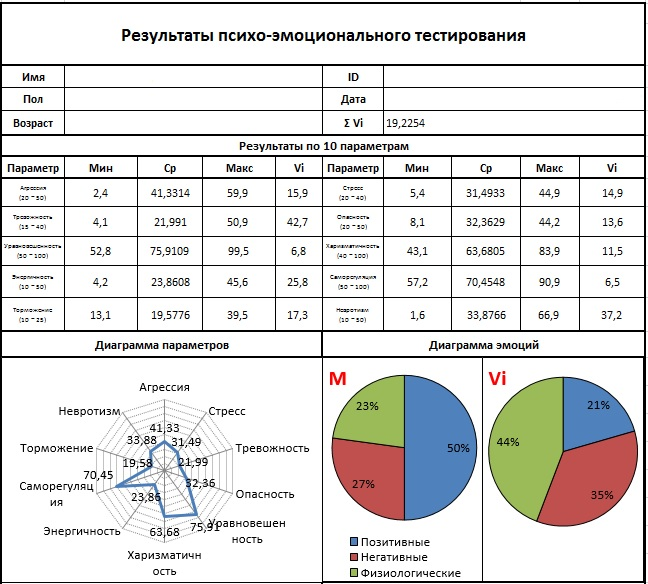 Результаты психо-эмоционального тестирования
Имя ID
Пол Дата
Возраст Σ Vi 19,2254
Результаты по 10 параметрам
Параметр Мин Ср Макс Vi Параметр Мин Ср Макс Vi
Агрессия (20 - 50) 2,4 41,3314 59,9 15,9 Стресс (20 - 40) 5,4 31,4933 44,9 14,9
Тревожность (15 - 40) 4,1 21,991 50,9 42,7 Опасность (20 - 50) 8,1 32,3629 44,2 13,6
Уравновешенность (50 - 100) 52,8 75,9109 99,5 6,8 Харизматичность (40 - 100) 43,1 63,6805 83,9 11,5
Энергичность (10 - 50) 4,2 23,8608 45,6 25,8 Саморегуляция (50 - 100) 57,2 70,4548 90,9 6,5
Торможение (10 - 25) 13,1 19,5776 39,5 17,3 Невротизм (10 - 50) 1,6 33,8766 66,9 37,2
Диаграмма параметров Диаграмма эмоций
Агрессия
Невротизм Стресс
41,33
33,88 31,49
Торможение Тревожность
19,58 21,99
70,45
Саморегуляц
ия
32,36
Опасность
23,86
Энергичность
63,68
75,91
Уравновешен
ность
Харизматичн
ость
M
23% 50%
27%
Vi
21%
44%
35%
Позитивные
Негативные
Физиологические